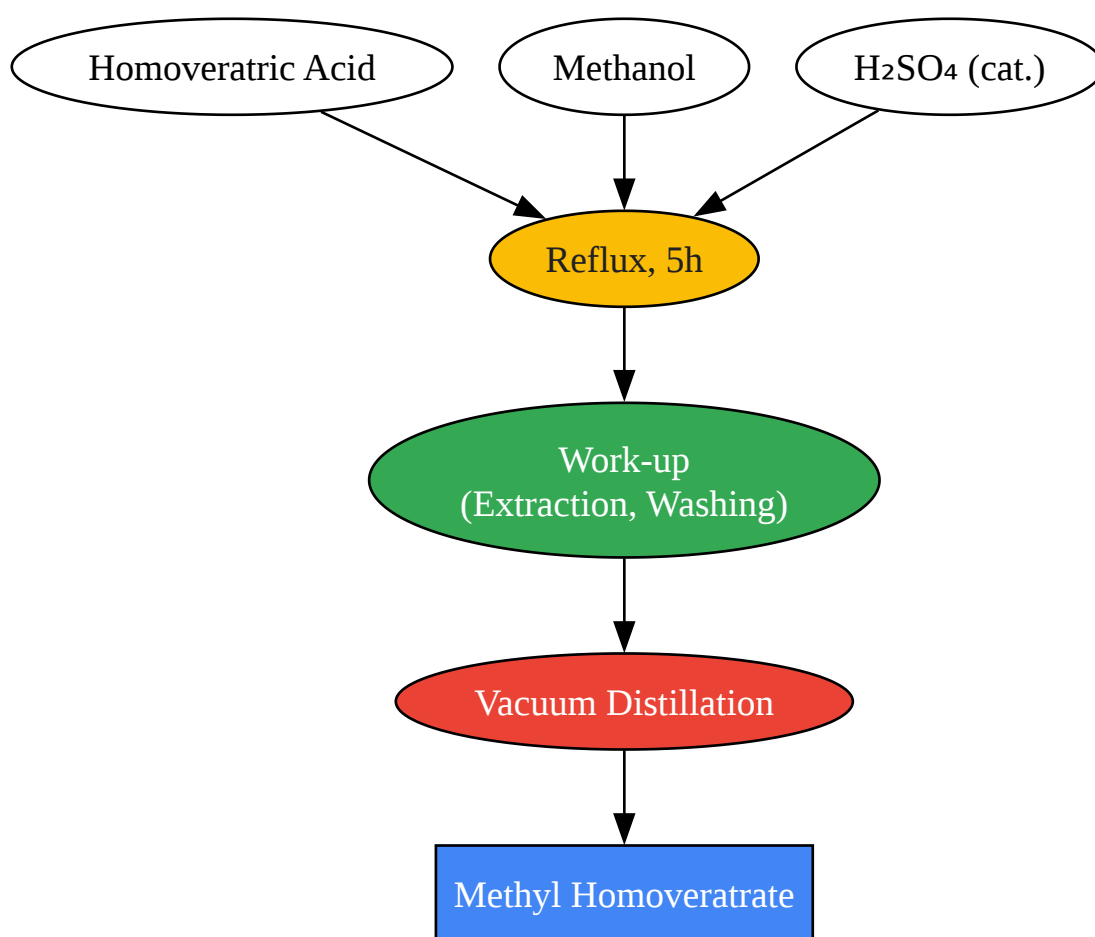 Homoveratric Acid
Methanol
H₂SO₄ (cat.)
Reflux, 5h
Work-up
(Extraction, Washing)
Vacuum Distillation
Methyl Homoveratrate